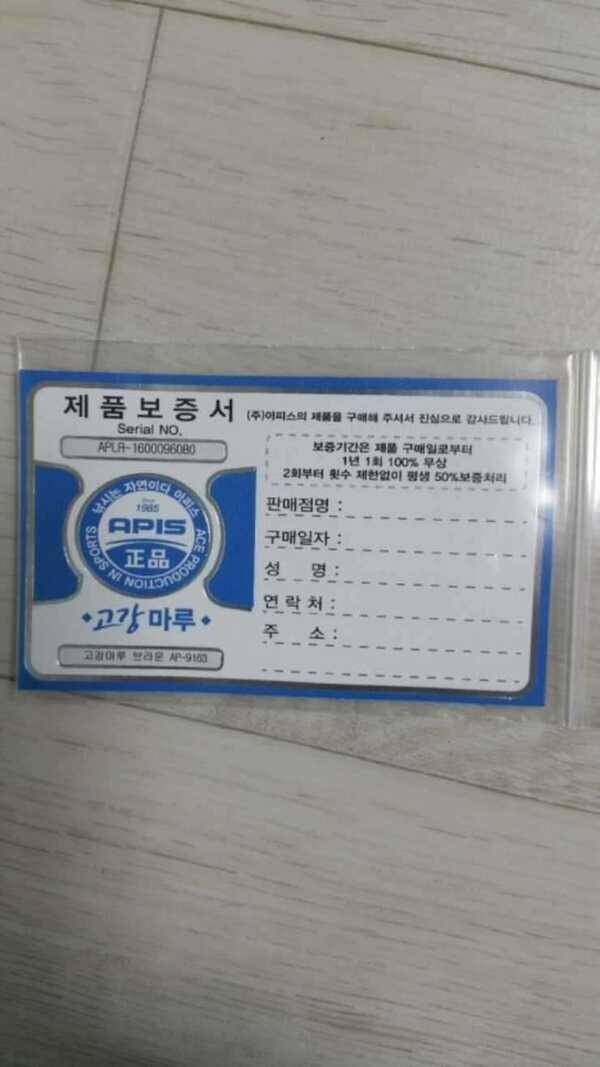 제품보증서
(주)아피스의 제품을 구매해 주셔서 진심으로 감사드립니다.
Serial NO.
APLA-1600096080
보증기간은 제품 구매일로부터
1년 1회 100% 무상
2회부터 횟수 제한없이 평생 50%보증처리
낚시는 자연이다 아피스
Since
1985
APIS
正品
ACE PRODUCTION IN SPORTS
고강 마루
고강마루 브라운 AP-9163
판매점명 :
구매일자 :
성 명 :
연락처 :
주 소 :